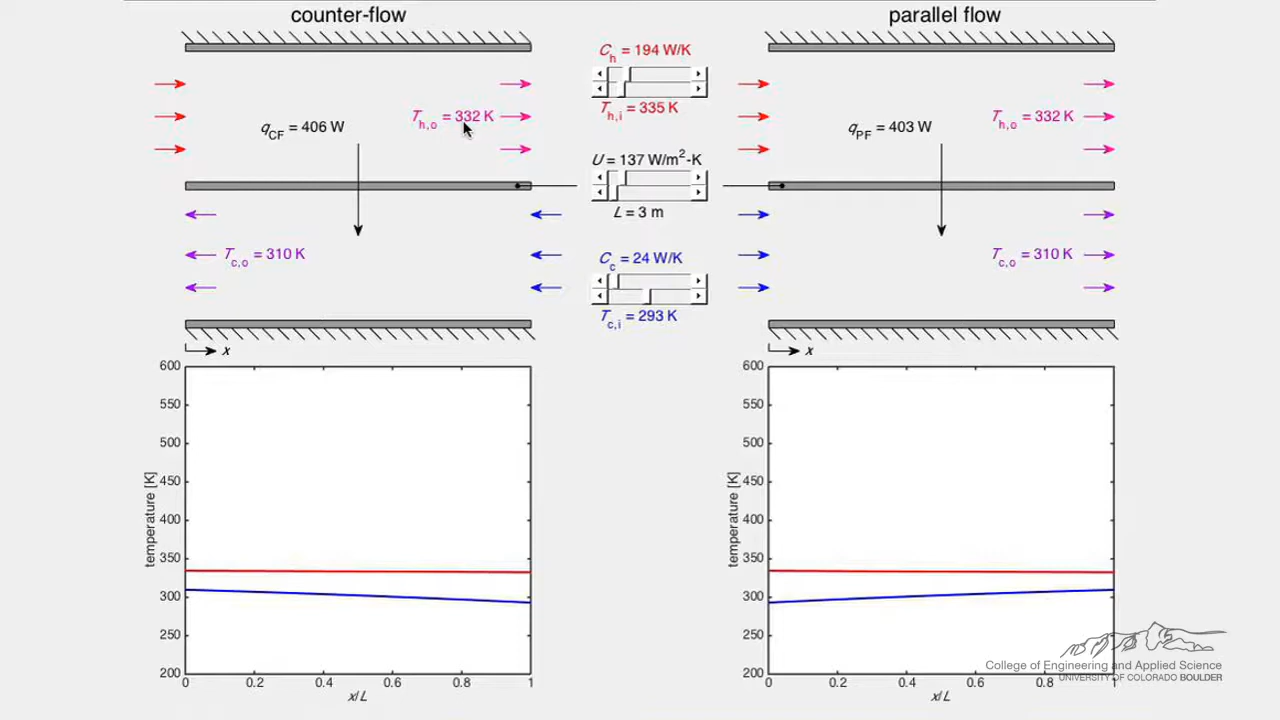 counter-flow
parallel flow
C_h = 194 W/K
T_h,i = 335 K
T_h,o = 332 K
q_CF = 406 W
U = 137 W/m²-K
L = 3 m
q_PF = 403 W
T_h,o = 332 K
T_c,o = 310 K
C_c = 24 W/K
T_c,i = 293 K
T_c,o = 310 K
x
x
600
550
500
450
400
350
300
250
200
temperature [K]
0 0.2 0.4 0.6 0.8 1
x/L
600
550
500
450
400
350
300
250
200
temperature [K]
0 0.2 0.4 0.6 0.8 1
x/L
College of Engineering and Applied Science
UNIVERSITY OF COLORADO BOULDER